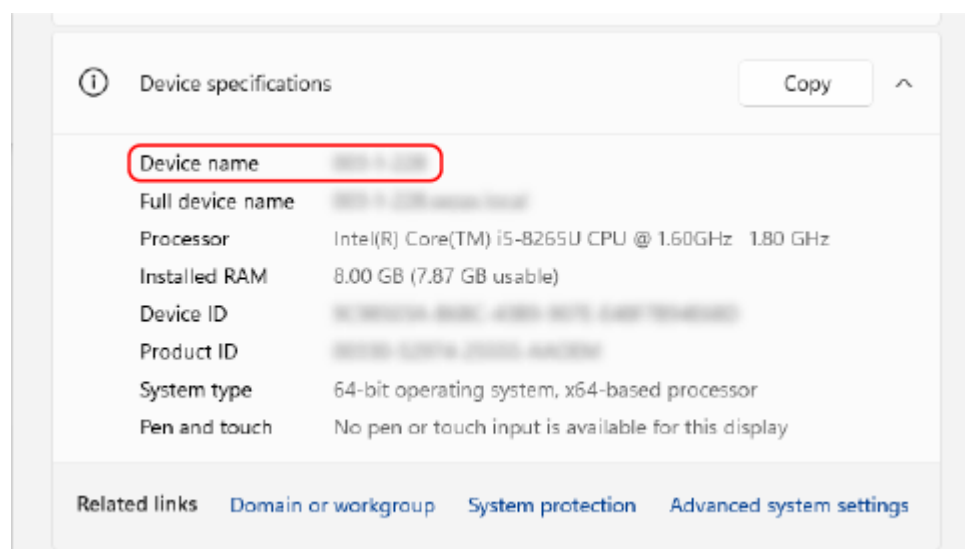 Device specifications
Copy
Device name
Full device name
Processor Intel(R) Core(TM) i5-8265U CPU @ 1.60GHz 1.80 GHz
Installed RAM 8.00 GB (7.87 GB usable)
Device ID
Product ID
System type 64-bit operating system, x64-based processor
Pen and touch No pen or touch input is available for this display
Related links Domain or workgroup System protection Advanced system settings